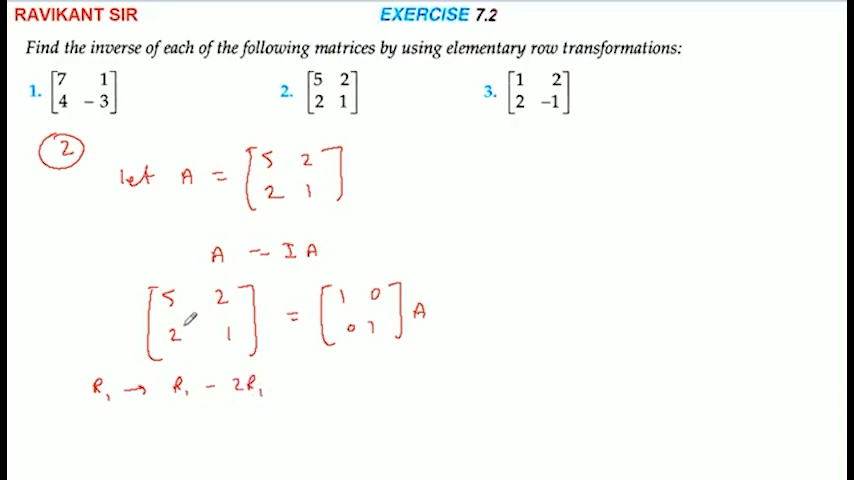 RAVIKANT SIR EXERCISE 7.2
Find the inverse of each of the following matrices by using elementary row transformations:
1. [7 1 2. [5 2 3. [1 2
4 – 3] 2 1] 2 –1]
2
let A = [5 2
2 1]
A = IA
[5 2
2 1] = [1 0
0 1] A
R₁ → R₁ – 2R₁